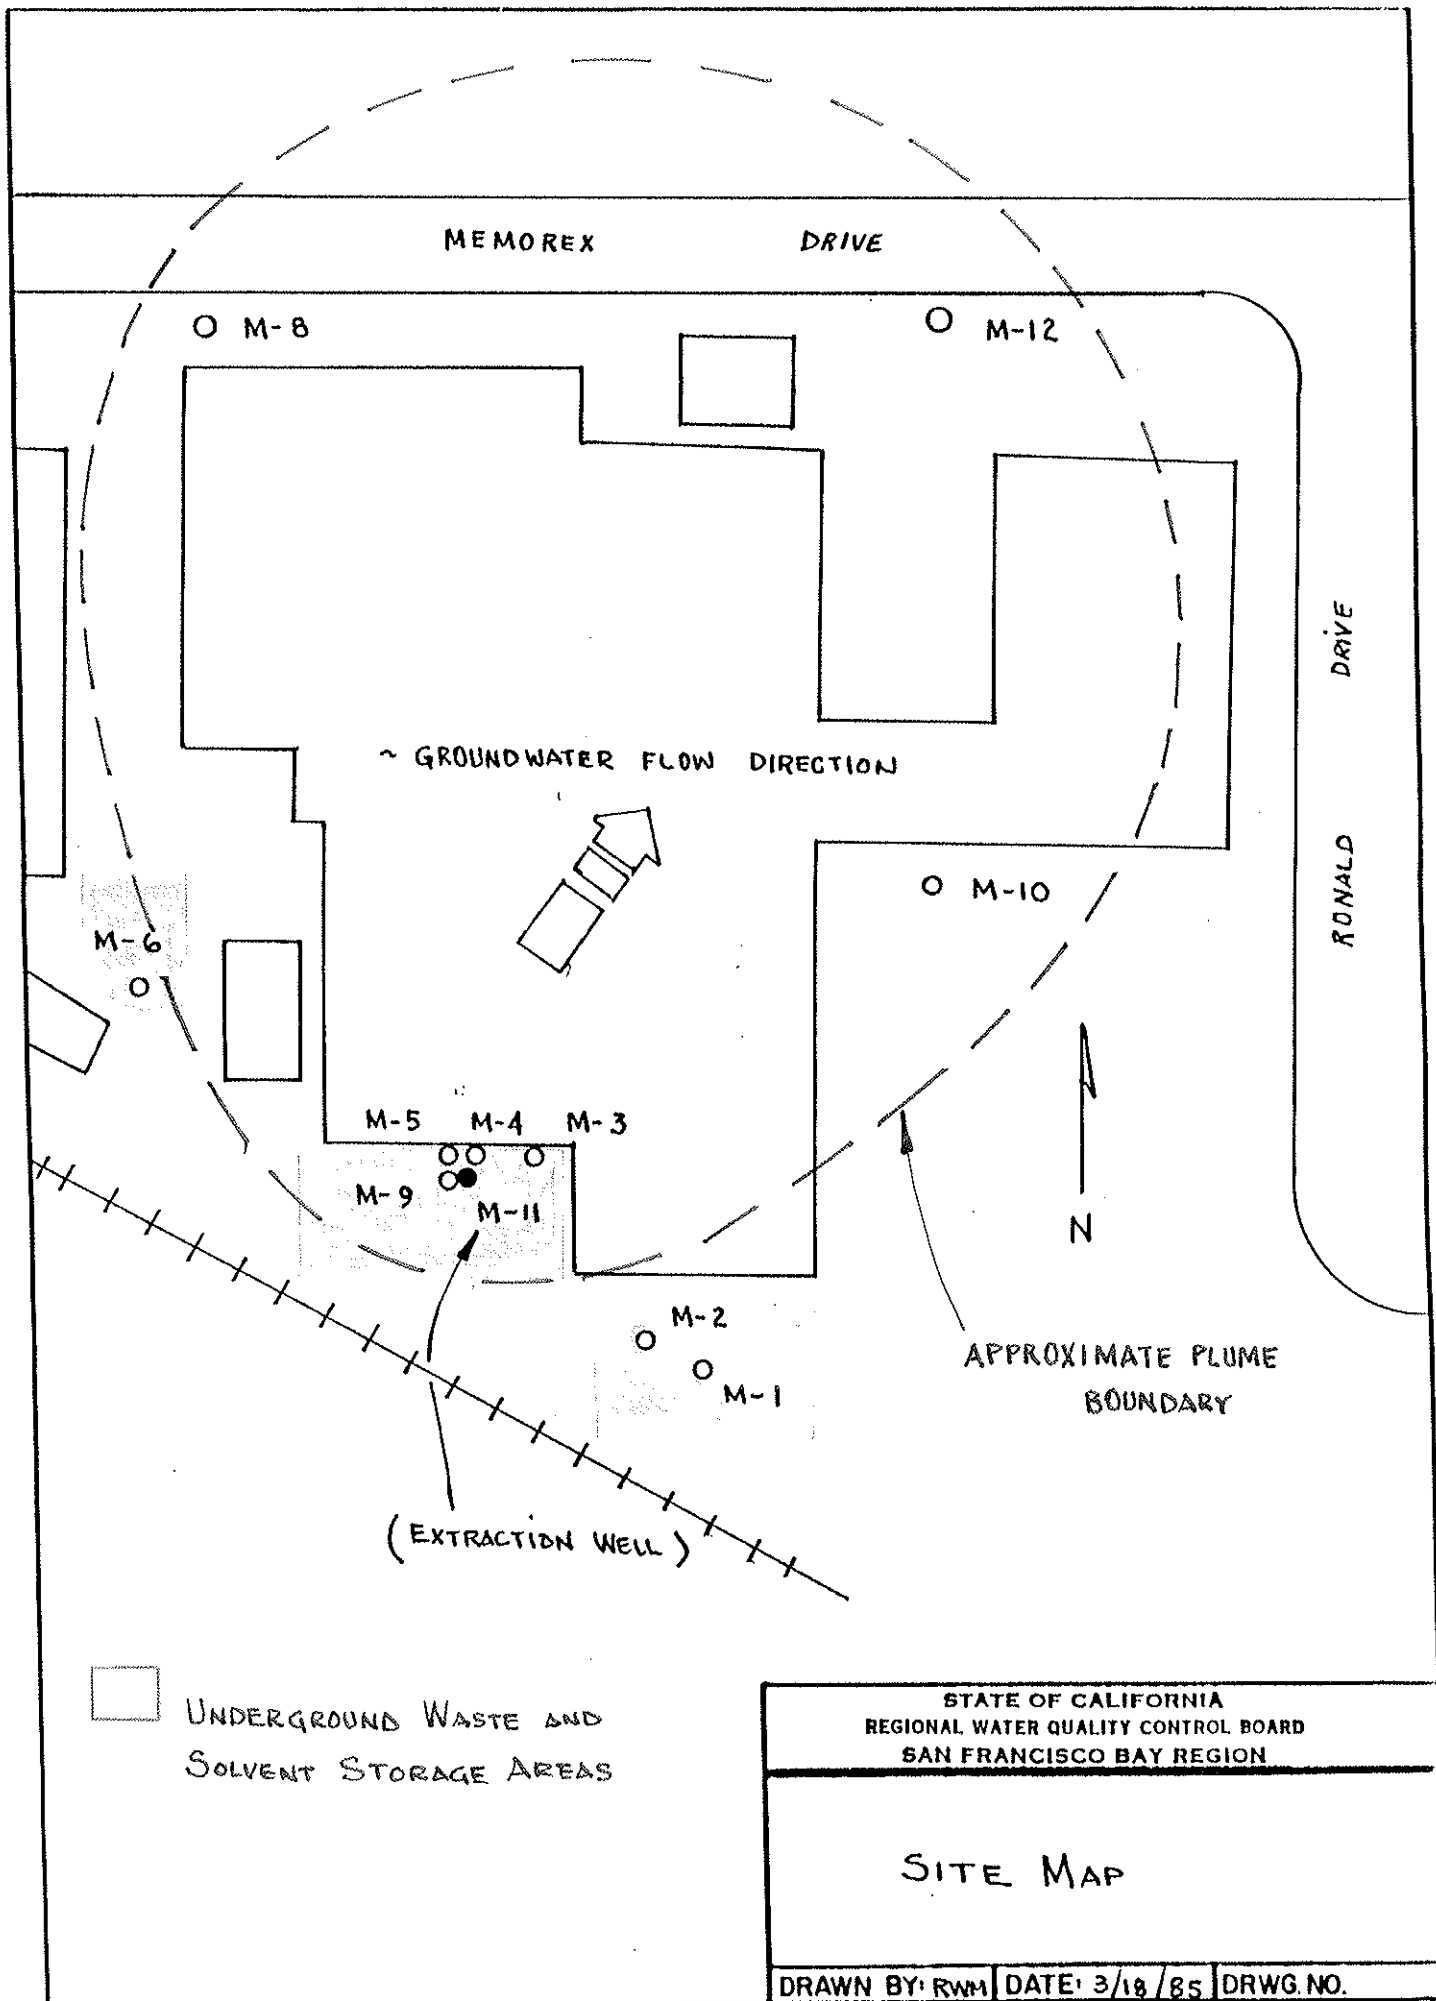 MEMOREX DRIVE
M-8
M-12
RONALD DRIVE
~ GROUNDWATER FLOW DIRECTION
M-10
M-6
M-5 M-4 M-3
M-9
M-11
N
M-2
M-1
APPROXIMATE PLUME
BOUNDARY
(EXTRACTION WELL)
UNDERGROUND WASTE AND
SOLVENT STORAGE AREAS
STATE OF CALIFORNIA
REGIONAL WATER QUALITY CONTROL BOARD
SAN FRANCISCO BAY REGION
SITE MAP
DRAWN BY: RWM DATE: 3/18/85 DRWG. NO.